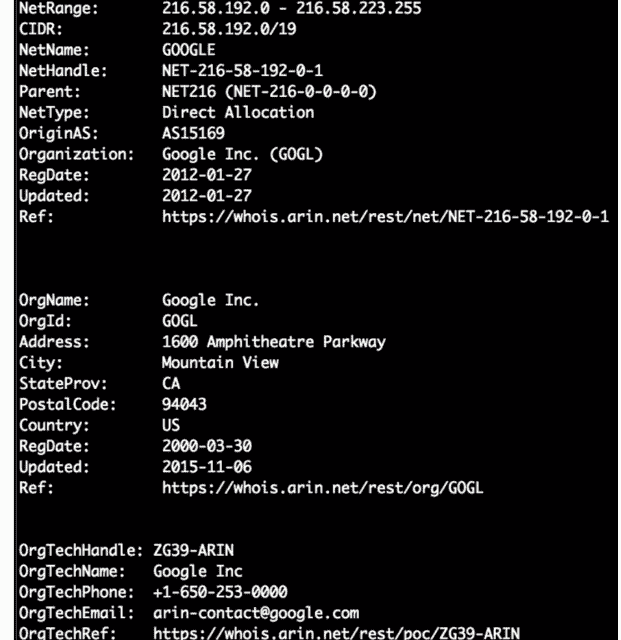 NetRange: 216.58.192.0 - 216.58.223.255
CIDR: 216.58.192.0/19
NetName: GOOGLE
NetHandle: NET-216-58-192-0-1
Parent: NET216 (NET-216-0-0-0-0)
NetType: Direct Allocation
OriginAS: AS15169
Organization: Google Inc. (GOGL)
RegDate: 2012-01-27
Updated: 2012-01-27
Ref: https://whois.arin.net/rest/net/NET-216-58-192-0-1
OrgName: Google Inc.
OrgId: GOGL
Address: 1600 Amphitheatre Parkway
City: Mountain View
StateProv: CA
PostalCode: 94043
Country: US
RegDate: 2000-03-30
Updated: 2015-11-06
Ref: https://whois.arin.net/rest/org/GOGL
OrgTechHandle: ZG39-ARIN
OrgTechName: Google Inc
OrgTechPhone: +1-650-253-0000
OrgTechEmail: arin-contact@google.com
OrgTechRef: https://whois.arin.net/rest/poc/ZG39-ARIN